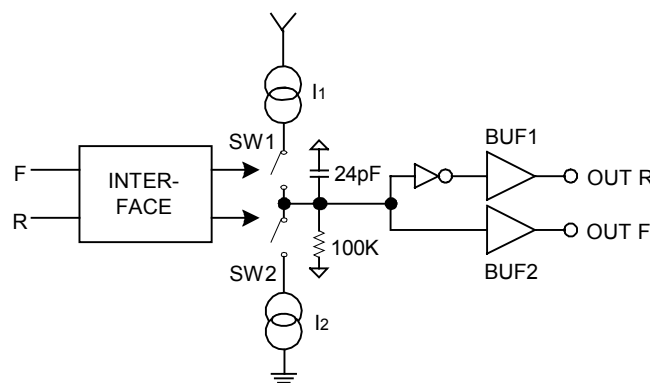 I1
SW1
F
R
INTER-
FACE
24pF
BUF1
OUT R
100K
OUT F
BUF2
SW2
I2